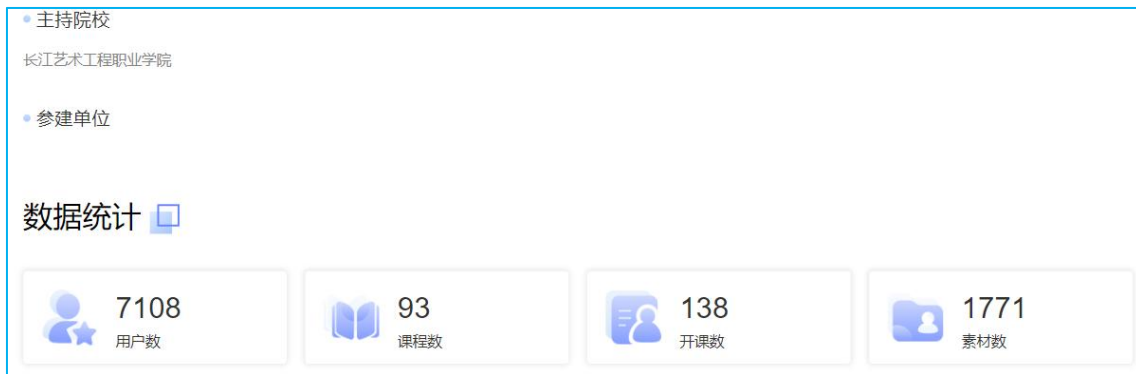 主持院校
长江艺术工程职业学院
参建单位
数据统计
7108
用户数
93
课程数
138
开课数
1771
素材数